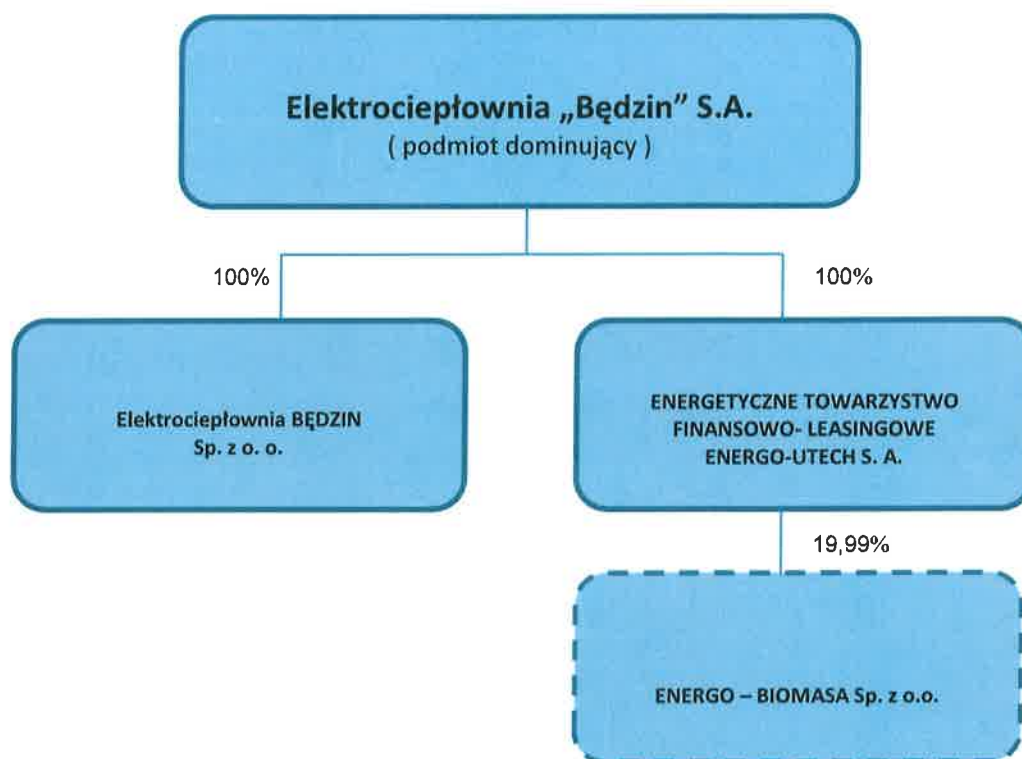 Elektrociepłownia „Będzin” S.A.
( podmiot dominujący )
100%
100%
Elektrociepłownia BĘDZIN
Sp. z o. o.
ENERGETYCZNE TOWARZYSTWO
FINANSOWO- LEASINGOWE
ENERGO-UTECH S. A.
19,99%
ENERGO – BIOMASA Sp. z o.o.